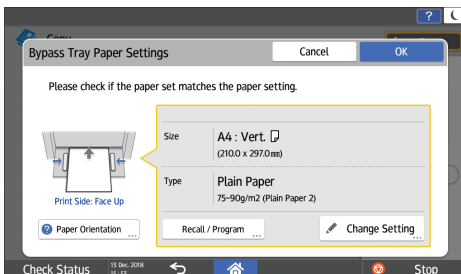 ?
Copy
Bypass Tray Paper Settings
Cancel
OK
Please check if the paper set matches the paper setting.
Size
A4 : Vert.
(210.0 x 297.0mm)
Type
Plain Paper
75~90g/m2 (Plain Paper 2)
Print Side: Face Up
? Paper Orientation ...
Recall / Program ...
Change Setting ...
Check Status
13 Dec. 2018
Stop